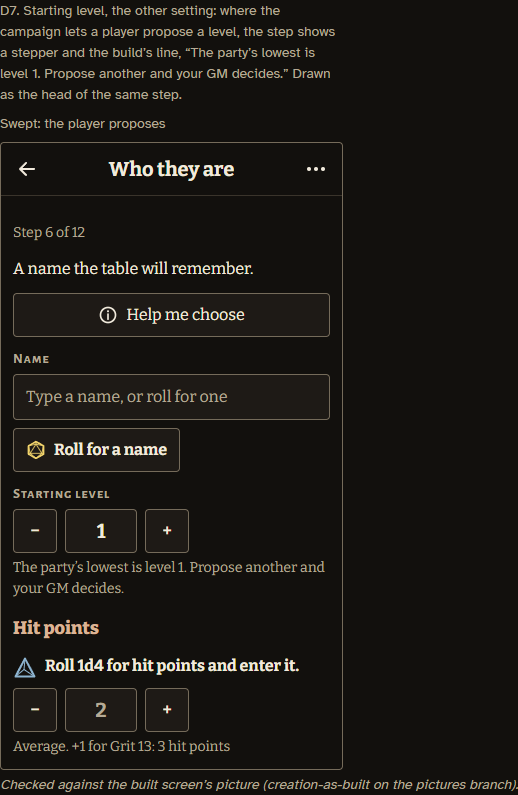 D7. Starting level, the other setting: where the
campaign lets a player propose a level, the step shows
a stepper and the build's line, “The party's lowest is
level 1. Propose another and your GM decides.” Drawn
as the head of the same step.
Swept: the player proposes
← Who they are ···
Step 6 of 12
A name the table will remember.
Help me choose
NAME
Type a name, or roll for one
Roll for a name
STARTING LEVEL
− 1 +
The party's lowest is level 1. Propose another and
your GM decides.
Hit points
Roll 1d4 for hit points and enter it.
− 2 +
Average. +1 for Grit 13: 3 hit points
Checked against the built screen's picture (creation-as-built on the pictures branch).